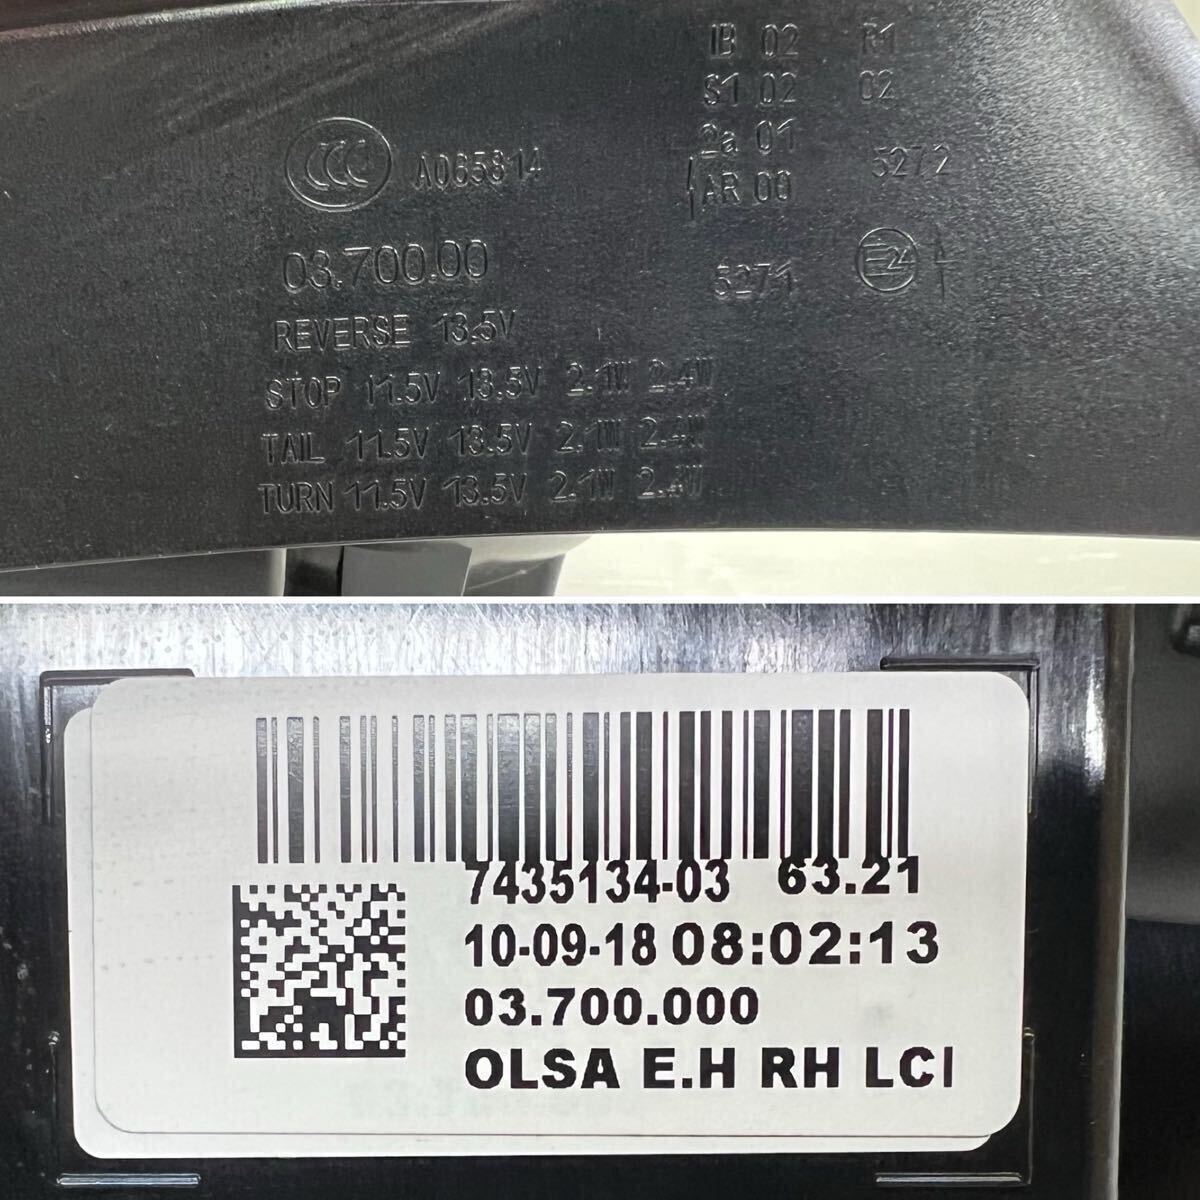 IB 02 R1
S1 02 02
2a 01
AR 00 5272
CCC A065814
03.700.00
5271 E24
REVERSE 13.5V
STOP 11.5V 13.5V 2.1W 2.4W
TAIL 11.5V 13.5V 2.1W 2.4W
TURN 11.5V 13.5V 2.1W 2.4W
7435134-03 63.21
10-09-18 08:02:13
03.700.000
OLSA E.H RH LCI